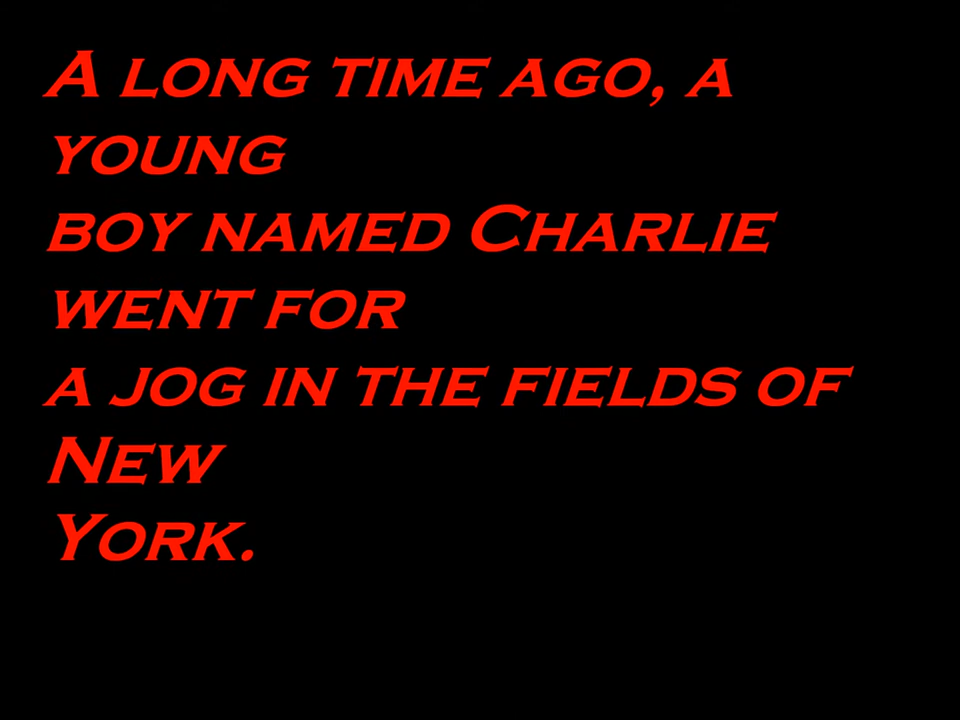 A long time ago, a
young
boy named Charlie
went for
a jog in the fields of
New
York.